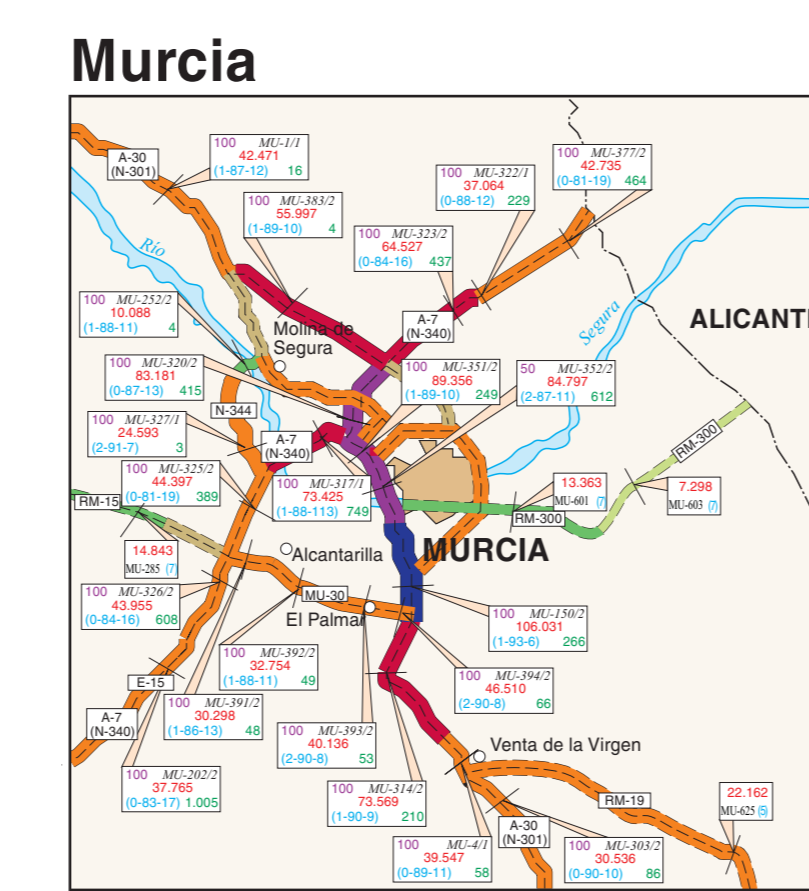 Murcia
A-30
(N-301)
100 MU-1/1
42.471
(1-87-12) 16
100 MU-383/2
55.997
(1-89-10) 4
100 MU-323/2
64.527
(0-84-16) 437
100 MU-322/1
37.064
(0-88-12) 229
100 MU-377/2
42.735
(0-81-19) 464
Río
Segura
ALICANT
100 MU-252/2
10.088
(1-88-11) 4
Molina de
Segura
A-7
(N-340)
100 MU-320/2
83.181
(0-87-13) 415
100 MU-351/2
89.356
(1-89-10) 249
50 MU-352/2
84.797
(2-87-11) 612
N-344
100 MU-327/1
24.593
(2-91-7) 3
A-7
(N-340)
RM-300
100 MU-325/2
44.397
(0-81-19) 389
100 MU-317/1
73.425
(1-88-113) 749
13.363
MU-601 (7)
7.298
MU-603 (7)
RM-15
RM-300
14.843
MU-285 (7)
Alcantarilla
MURCIA
100 MU-326/2
43.955
(0-84-16) 608
MU-30
El Palmar
100 MU-150/2
106.031
(1-93-6) 266
100 MU-392/2
32.754
(1-88-11) 49
100 MU-394/2
46.510
(2-90-8) 66
E-15
100 MU-391/2
30.298
(1-86-13) 48
A-7
(N-340)
100 MU-393/2
40.136
(2-90-8) 53
Venta de la Virgen
100 MU-202/2
37.765
(0-83-17) 1.005
100 MU-314/2
73.569
(1-90-9) 210
RM-19
22.162
MU-625 (5)
A-30
(N-301)
100 MU-4/1
39.547
(0-89-11) 58
100 MU-303/2
30.536
(0-90-10) 86